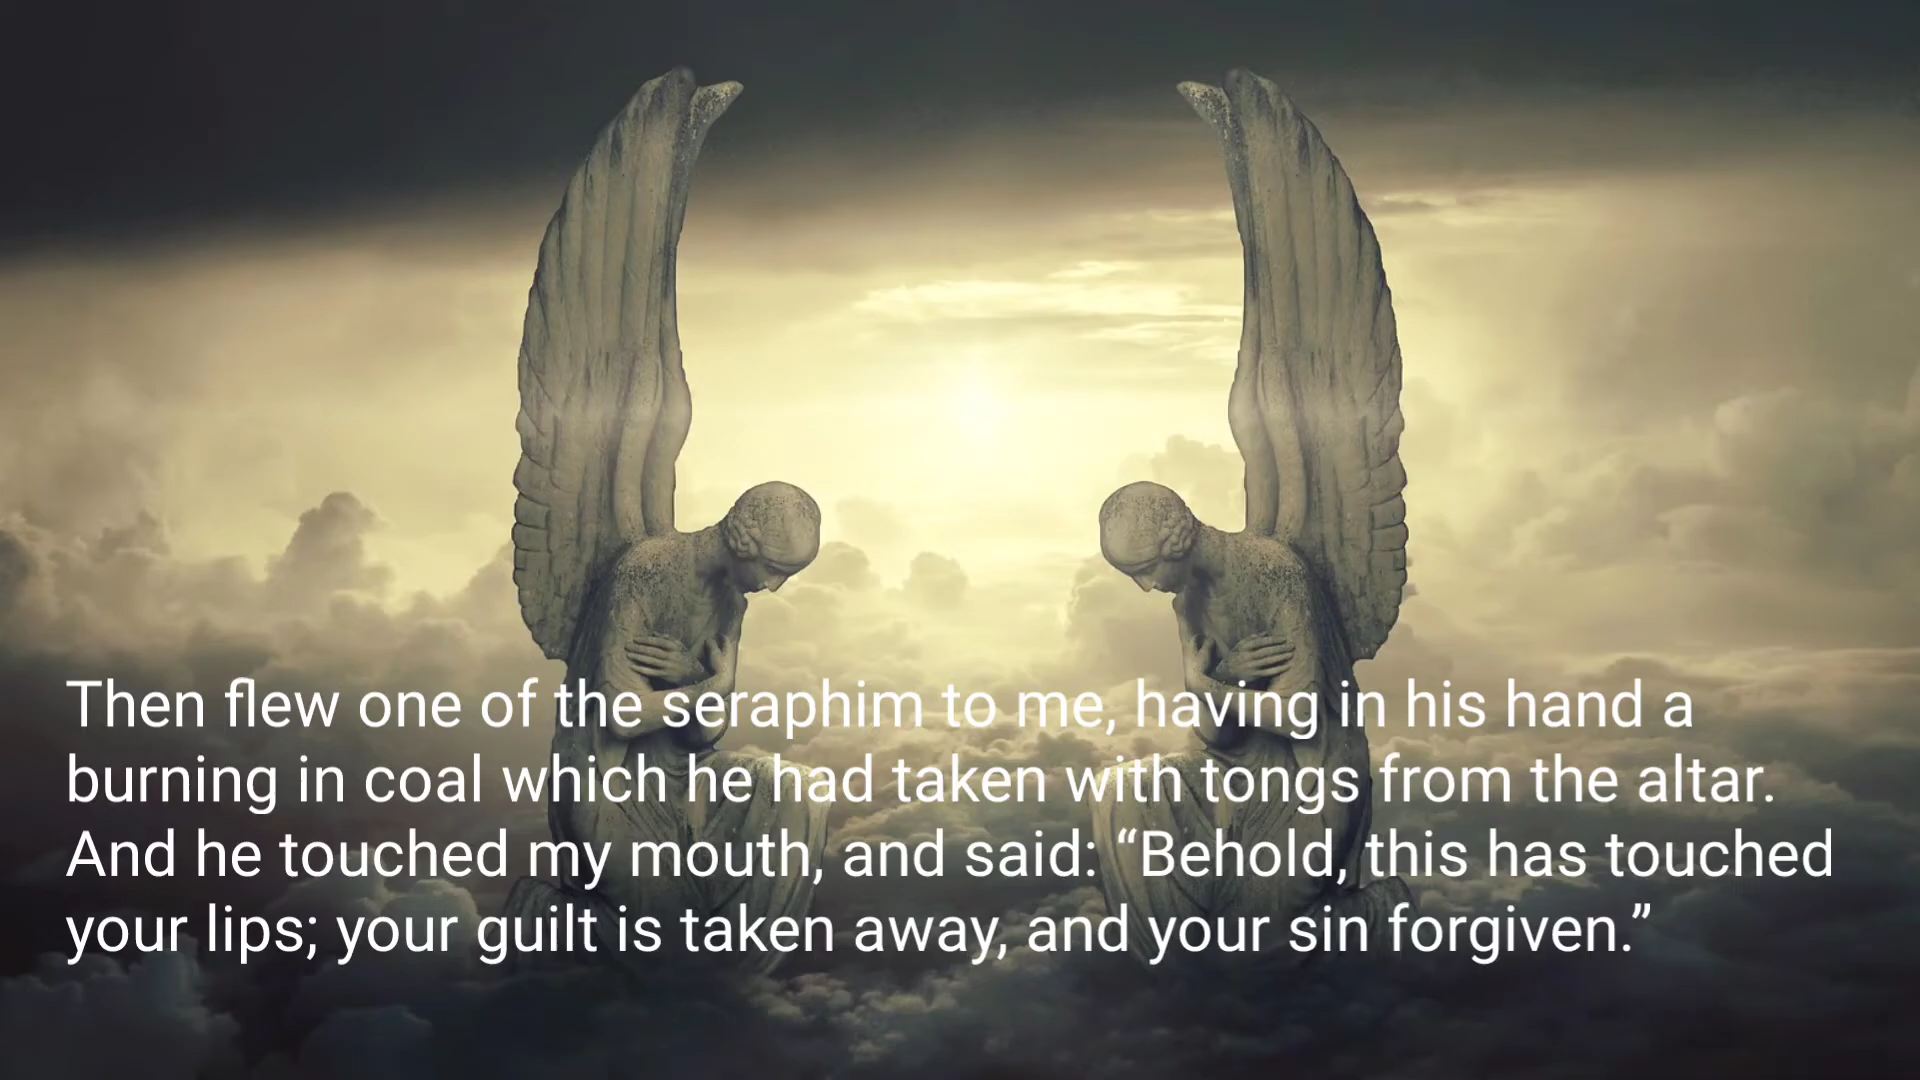 Then flew one of the seraphim to me, having in his hand a
burning in coal which he had taken with tongs from the altar.
And he touched my mouth, and said: “Behold, this has touched
your lips; your guilt is taken away, and your sin forgiven.”